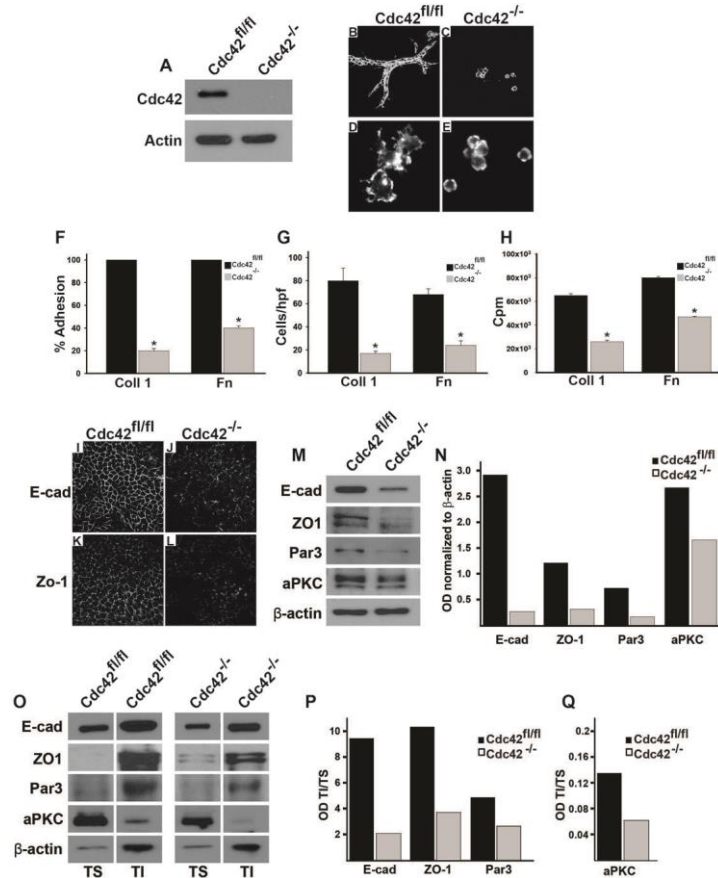 Cdc42fl/fl Cdc42-/-
A
Cdc42
Actin
Cdc42fl/fl Cdc42-/-
B C
D E
F
% Adhesion
100
80
60
40
20
0
Cdc42fl/fl
Cdc42-/-
* *
Coll 1 Fn
G
Cells/hpf
100
80
60
40
20
0
Cdc42fl/fl
Cdc42-/-
* *
Coll 1 Fn
H
Cpm
80x10³
60x10³
40x10³
20x10³
0
Cdc42fl/fl
Cdc42-/-
* *
Coll 1 Fn
Cdc42fl/fl Cdc42-/-
I J
E-cad
K L
Zo-1
M
Cdc42fl/fl Cdc42-/-
E-cad
ZO1
Par3
aPKC
β-actin
N
OD normalized to β-actin
3.0
2.5
2.0
1.5
1.0
0.5
Cdc42fl/fl
Cdc42-/-
E-cad ZO-1 Par3 aPKC
O
Cdc42fl/fl Cdc42fl/fl Cdc42-/- Cdc42-/-
E-cad
ZO1
Par3
aPKC
β-actin
TS TI TS TI
P
OD TI/TS
10
8
6
4
2
Cdc42fl/fl
Cdc42-/-
E-cad ZO-1 Par3
Q
OD TI/TS
0.2
0.16
0.12
0.08
0.04
Cdc42fl/fl
Cdc42-/-
aPKC